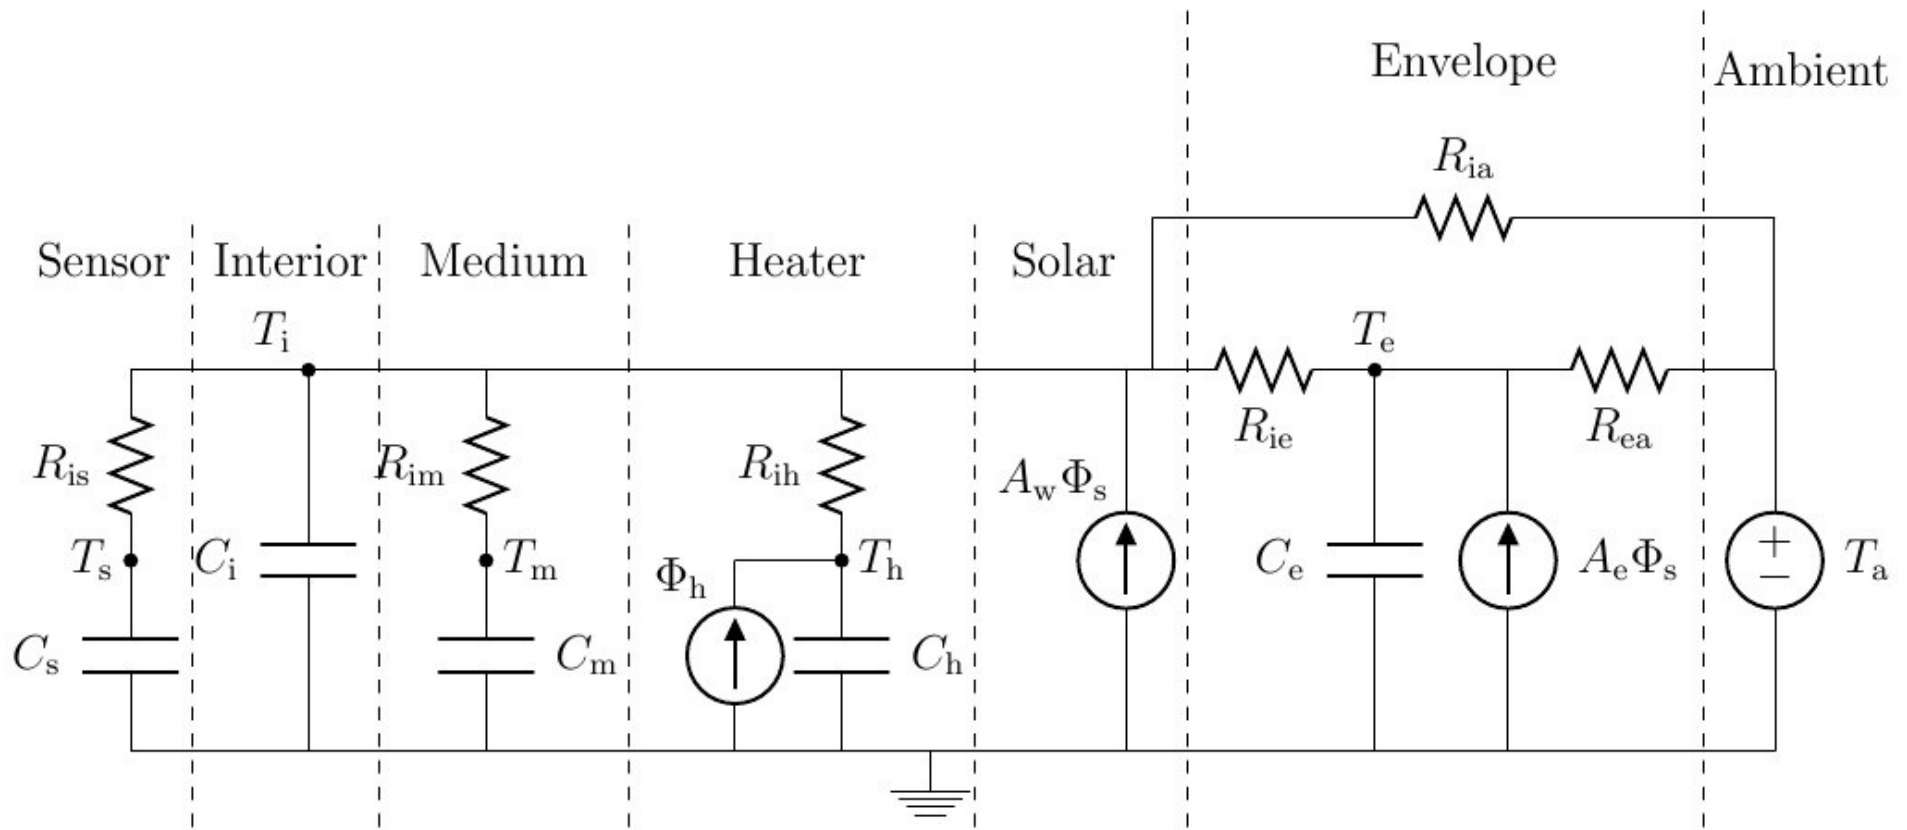 Envelope
Ambient
R_ia
Sensor Interior Medium Heater Solar
T_i
T_e
R_is
R_im
R_ih
A_wΦ_s
R_ie
R_ea
T_s
C_i
T_m
Φ_h
T_h
C_e
A_eΦ_s
+
−
T_a
C_s
C_m
C_h